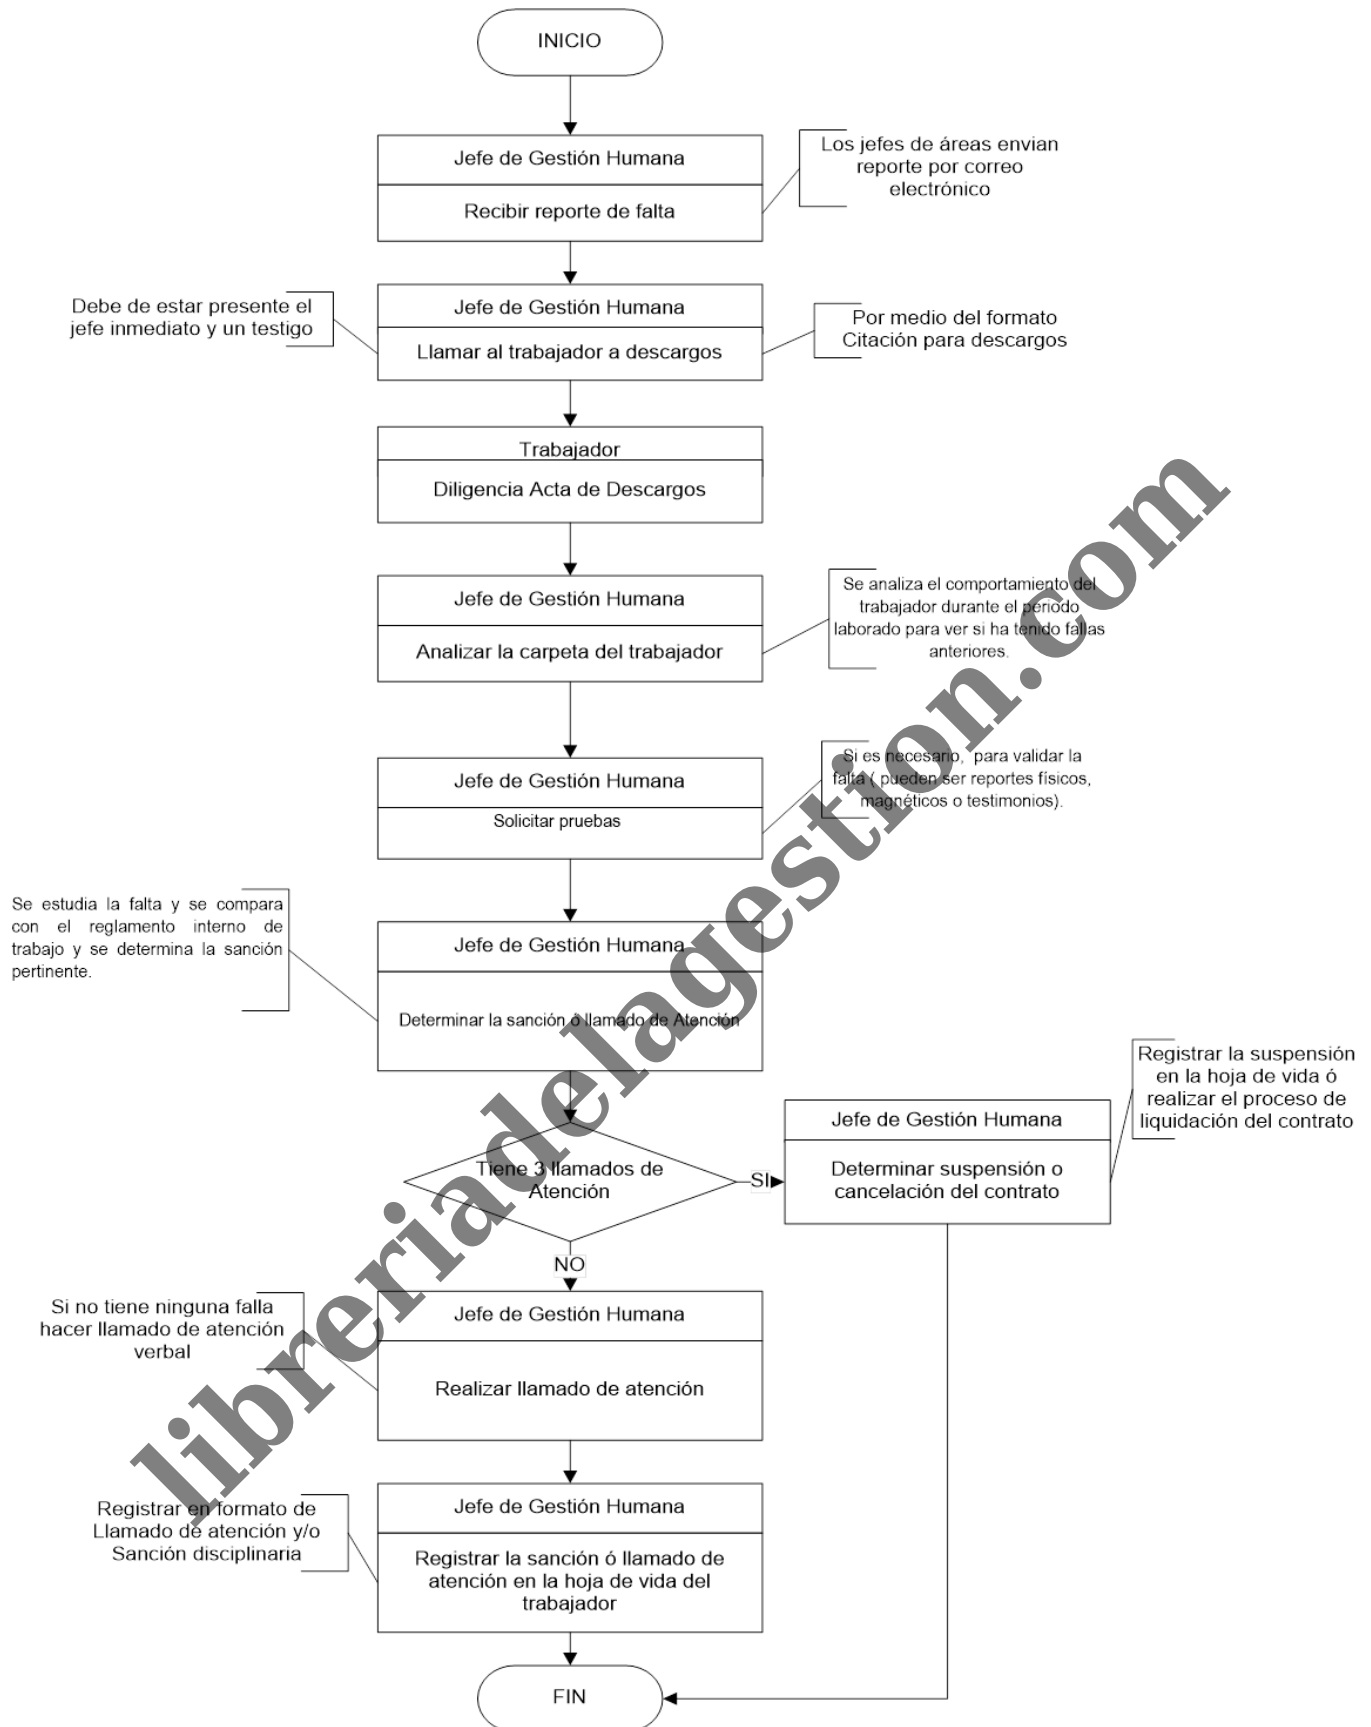 INICIO
Jefe de Gestión Humana
Recibir reporte de falta
Los jefes de áreas envian
reporte por correo
electrónico
Debe de estar presente el
jefe inmediato y un testigo
Jefe de Gestión Humana
Llamar al trabajador a descargos
Por medio del formato
Citación para descargos
Trabajador
Diligencia Acta de Descargos
Jefe de Gestión Humana
Analizar la carpeta del trabajador
Se analiza el comportamiento del
trabajador durante el periodo
laborado para ver si ha tenido fallas
anteriores.
Jefe de Gestión Humana
Solicitar pruebas
Si es necesario, para validar la
falta ( pueden ser reportes físicos,
magnéticos o testimonios).
Se estudia la falta y se compara
con el reglamento interno de
trabajo y se determina la sanción
pertinente.
Jefe de Gestión Humana
Determinar la sanción ó llamado de Atención
Tiene 3 llamados de
Atención
SI
Jefe de Gestión Humana
Determinar suspensión o
cancelación del contrato
Registrar la suspensión
en la hoja de vida ó
realizar el proceso de
liquidación del contrato
NO
Si no tiene ninguna falla
hacer llamado de atención
verbal
Jefe de Gestión Humana
Realizar llamado de atención
Registrar en formato de
Llamado de atención y/o
Sanción disciplinaria
Jefe de Gestión Humana
Registrar la sanción ó llamado de
atención en la hoja de vida del
trabajador
FIN
libreriadelagestion.com